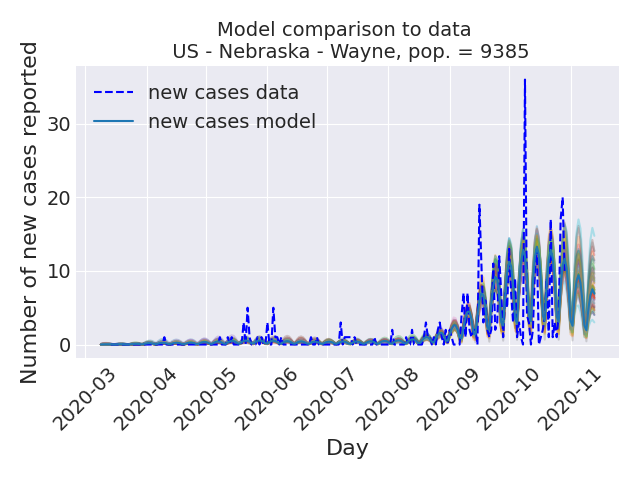 Model comparison to data
US - Nebraska - Wayne, pop. = 9385
new cases data
new cases model
Number of new cases reported
30
20
10
0
2020-03
2020-04
2020-05
2020-06
2020-07
2020-08
2020-09
2020-10
2020-11
Day